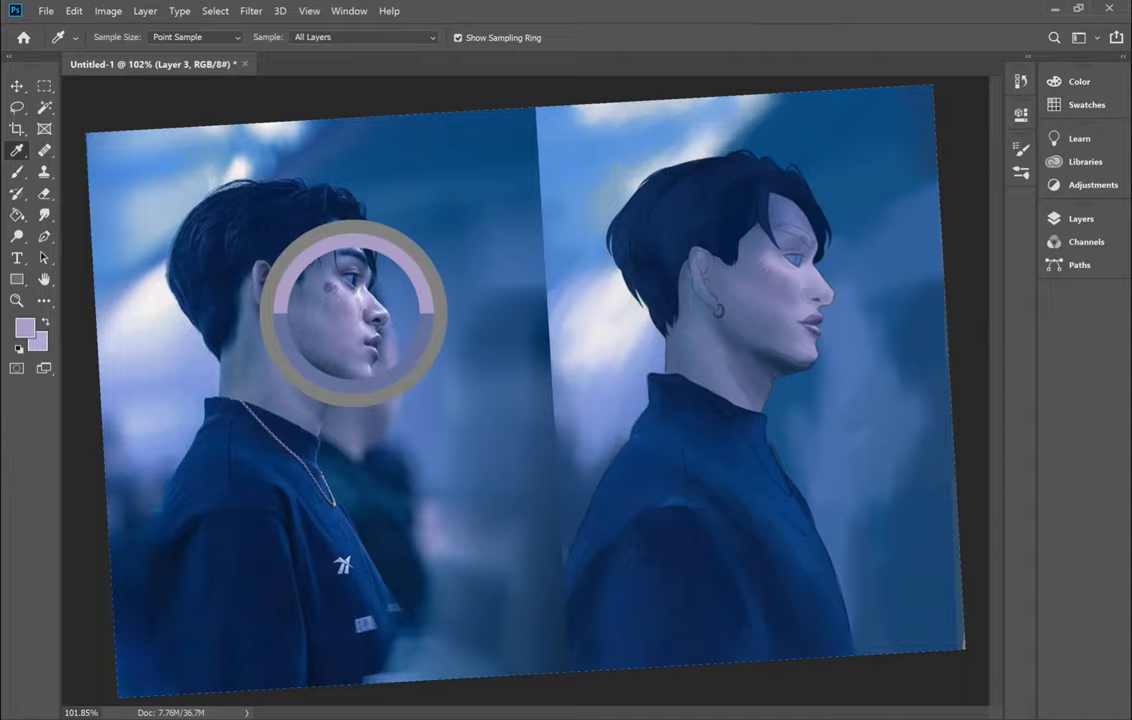 Ps File Edit Image Layer Type Select Filter 3D View Window Help
Sample Size: Point Sample Sample: All Layers Show Sampling Ring
Untitled-1 @ 102% (Layer 3, RGB/8#) * ×
Color
Swatches
Learn
Libraries
Adjustments
Layers
Channels
Paths
101.85% Doc: 7.76M/36.7M